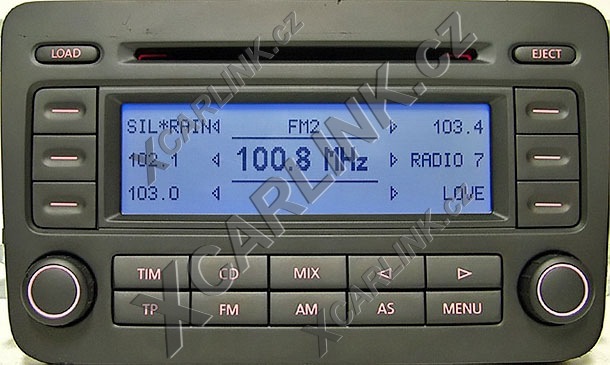 LOAD EJECT
SIL*RAIN FM2 103.4
102.1 100.8 MHz RADIO 7
103.0 LOVE
TIM CD MIX
TP FM AM AS MENU
XCARLINK.CZ
XCARLINK.CZ
XCARLINK.CZ
XCARLINK.CZ